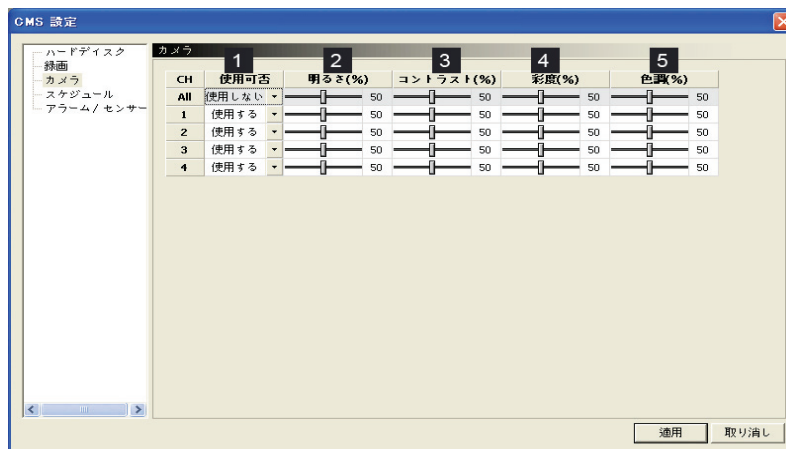 CMS 設定
ハードディスク
録画
カメラ
スケジュール
アラーム / センサー
カメラ
1 2 3 4 5
CH 使用可否 明るさ(%) コントラスト(%) 彩度(%) 色調(%)
All 使用しない 50 50 50 50
1 使用する 50 50 50 50
2 使用する 50 50 50 50
3 使用する 50 50 50 50
4 使用する 50 50 50 50
適用 取り消し